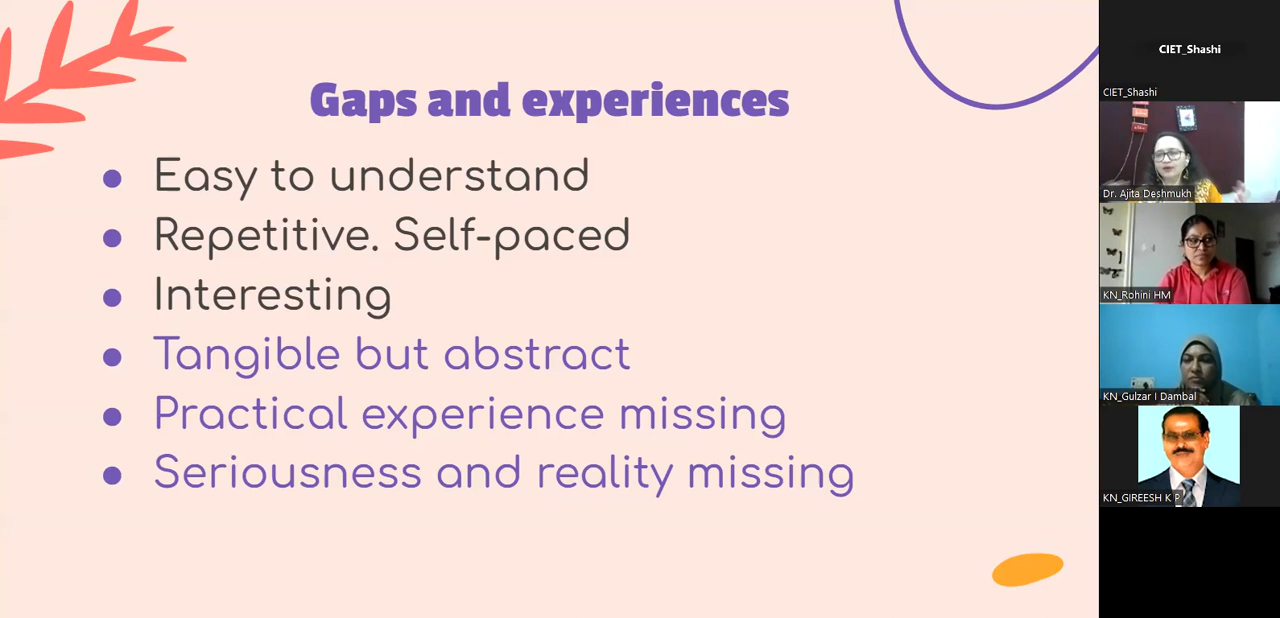 Gaps and experiences
Easy to understand
Repetitive. Self-paced
Interesting
Tangible but abstract
Practical experience missing
Seriousness and reality missing
CIET_Shashi
CIET_Shashi
Dr. Ajita Deshmukh
KN_Rohini HM
KN_Gulzar I Dambal
KN_GIREESH K P